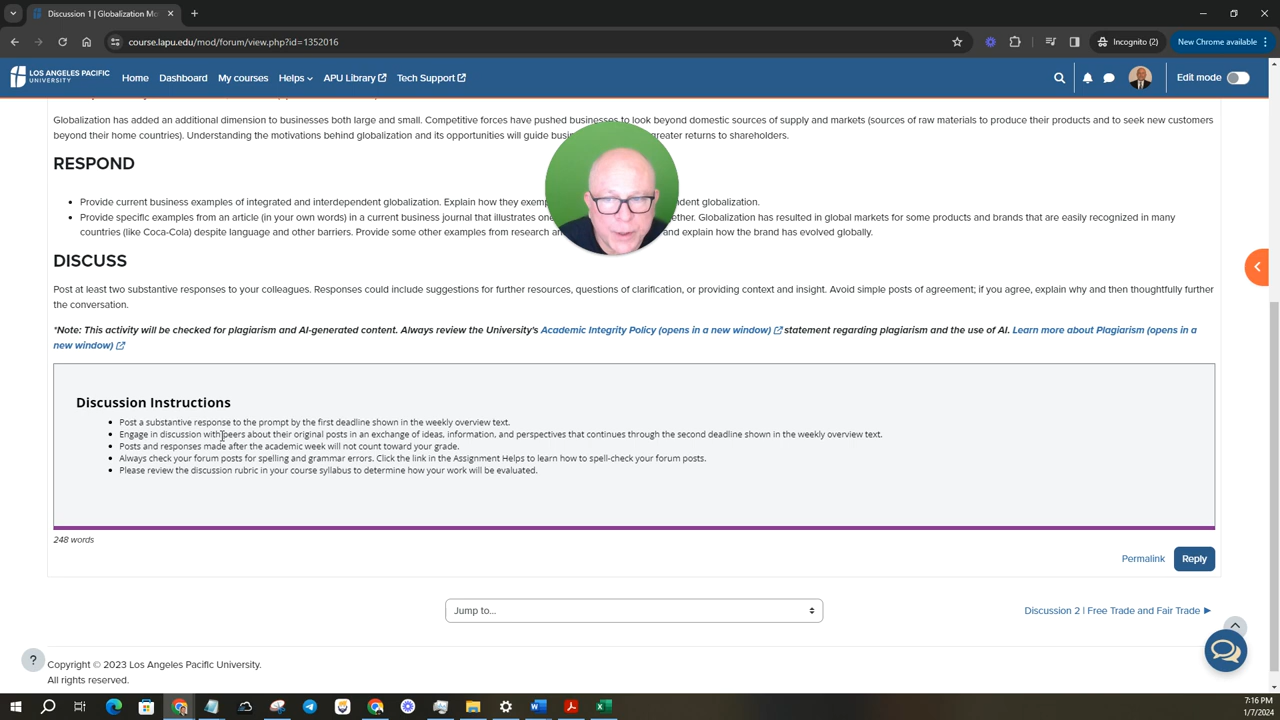 Discussion 1 | Globalization Mo
course.lapu.edu/mod/forum/view.php?id=1352016
Incognito (2)
New Chrome available
LOS ANGELES PACIFIC
UNIVERSITY
Home
Dashboard
My courses
Helps
APU Library
Tech Support
Edit mode
Globalization has added an additional dimension to businesses both large and small. Competitive forces have pushed businesses to look beyond domestic sources of supply and markets (sources of raw materials to produce their products and to seek new customers
beyond their home countries). Understanding the motivations behind globalization and its opportunities will guide greater returns to shareholders.
RESPOND
Provide current business examples of integrated and interdependent globalization. Explain how they globalization.
Provide specific examples from an article (in your own words) in a current business journal that illustrates Globalization has resulted in global markets for some products and brands that are easily recognized in many
countries (like Coca-Cola) despite language and other barriers. Provide some other examples from research and explain how the brand has evolved globally.
DISCUSS
Post at least two substantive responses to your colleagues. Responses could include suggestions for further resources, questions of clarification, or providing context and insight. Avoid simple posts of agreement; if you agree, explain why and then thoughtfully further
the conversation.
*Note: This activity will be checked for plagiarism and AI-generated content. Always review the University's Academic Integrity Policy (opens in a new window) statement regarding plagiarism and the use of AI. Learn more about Plagiarism (opens in a
new window)
Discussion Instructions
Post a substantive response to the prompt by the first deadline shown in the weekly overview text.
Engage in discussion with peers about their original posts in an exchange of ideas, information, and perspectives that continues through the second deadline shown in the weekly overview text.
Posts and responses made after the academic week will not count toward your grade.
Always check your forum posts for spelling and grammar errors. Click the link in the Assignment Helps to learn how to spell-check your forum posts.
Please review the discussion rubric in your course syllabus to determine how your work will be evaluated.
248 words
Permalink
Reply
Jump to...
Discussion 2 | Free Trade and Fair Trade ►
?
Copyright © 2023 Los Angeles Pacific University.
All rights reserved.
7:16 PM
1/7/2024